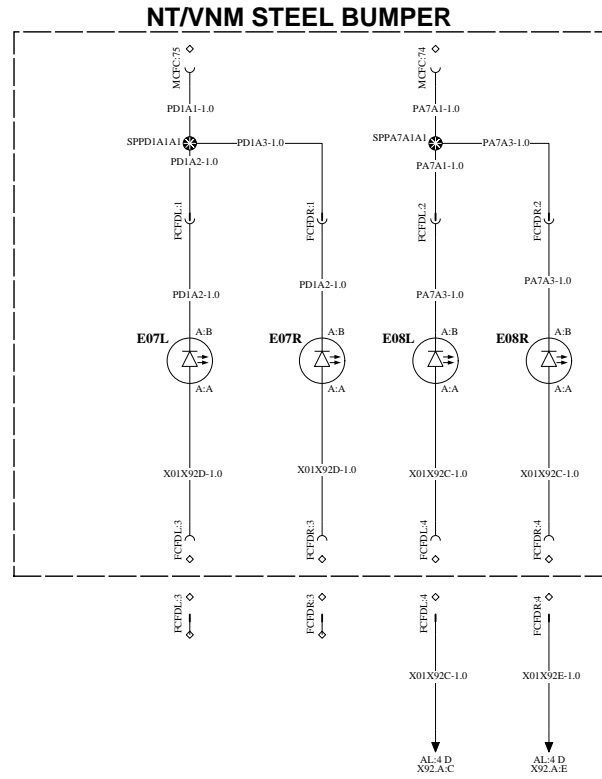 NT/VNM STEEL BUMPER
MCFC:75
MCFC:74
PD1A1-1.0
PA7A1-1.0
SPPD1A1A1
PD1A3-1.0
SPPA7A1A1
PA7A3-1.0
PD1A2-1.0
PA7A1-1.0
FCFDL:1
FCFDR:1
FCFDL:2
FCFDR:2
PD1A2-1.0
PD1A2-1.0
PA7A3-1.0
PA7A3-1.0
E07L
A:B
E07R
A:B
E08L
A:B
E08R
A:B
A:A
A:A
A:A
A:A
X01X92D-1.0
X01X92D-1.0
X01X92C-1.0
X01X92C-1.0
FCFDL:3
FCFDR:3
FCFDL:4
FCFDR:4
FCFDL:3
FCFDR:3
FCFDL:4
FCFDR:4
X01X92C-1.0
X01X92E-1.0
AL:4 D
X92.A:C
AL:4 D
X92.A:E